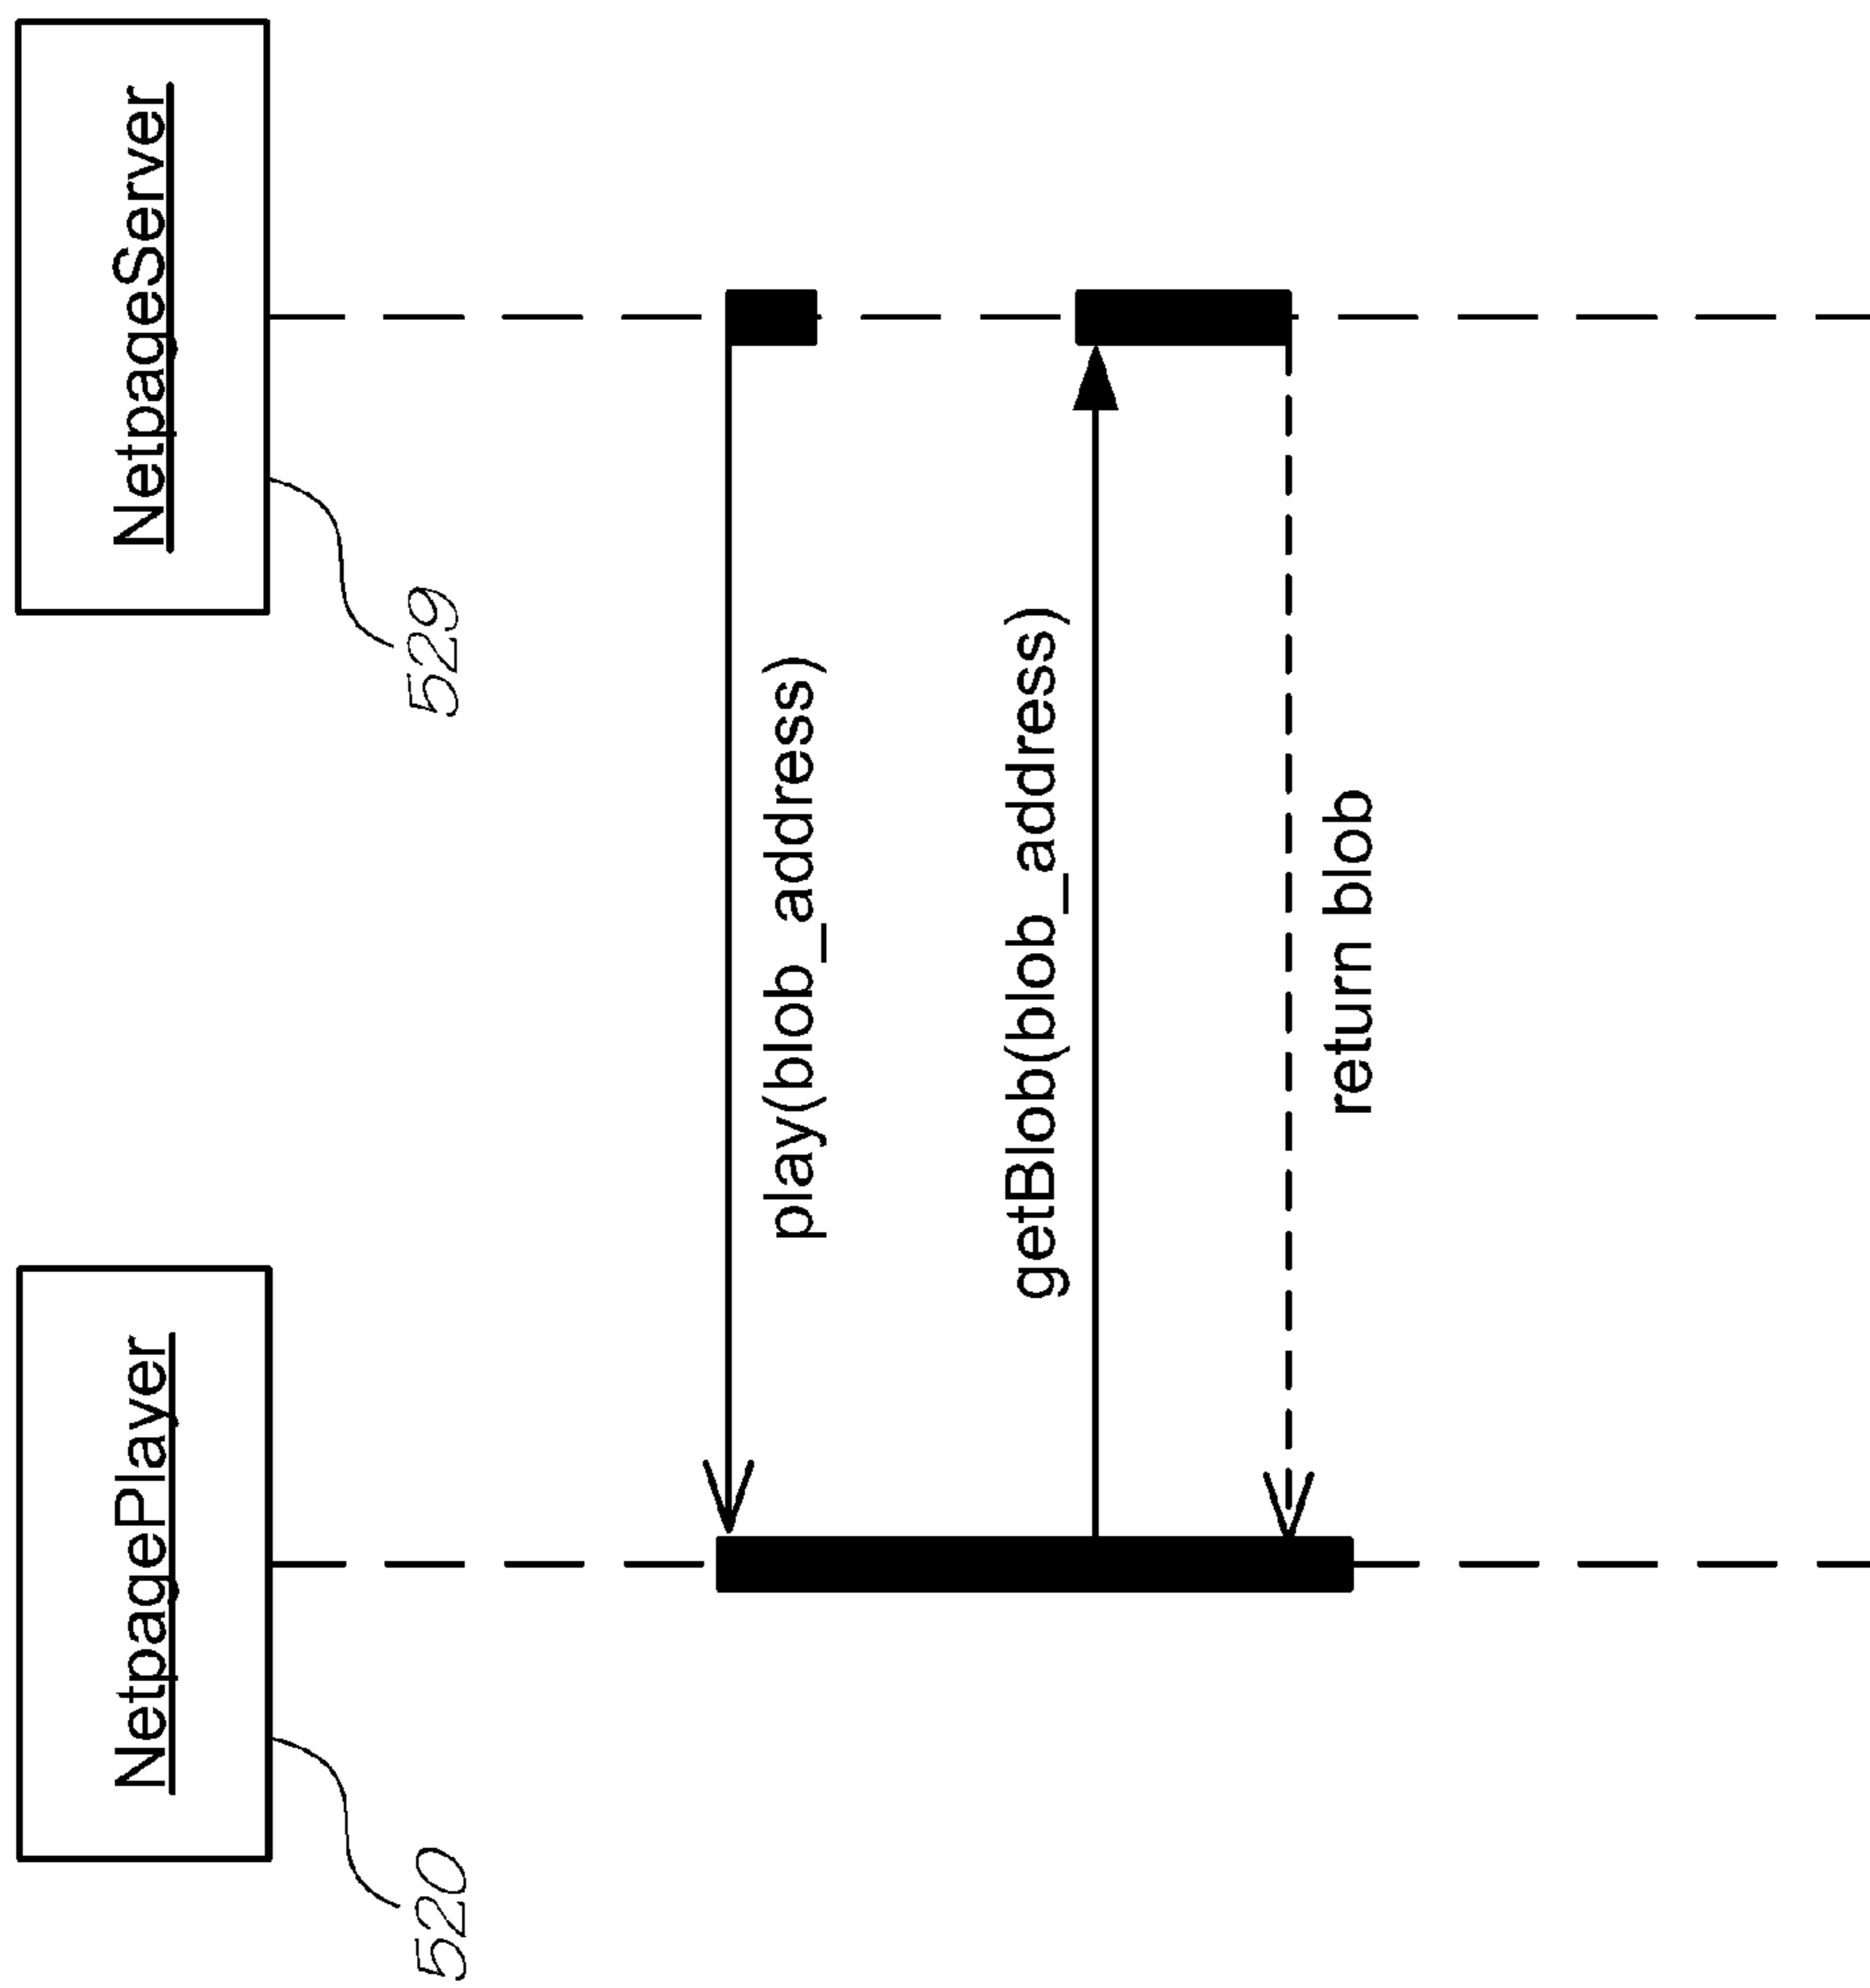 NetpagePlayer
NetpageServer
520
529
play(blob_address)
getBlob(blob_address)
return blob